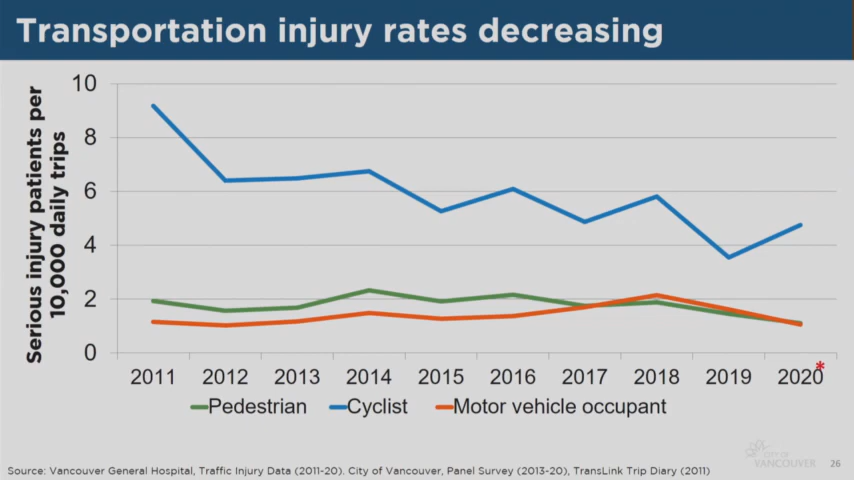 Transportation injury rates decreasing
Serious injury patients per
10,000 daily trips
10
8
6
4
2
0
2011 2012 2013 2014 2015 2016 2017 2018 2019 2020*
Pedestrian Cyclist Motor vehicle occupant
CITY OF
VANCOUVER
26
Source: Vancouver General Hospital, Traffic Injury Data (2011-20). City of Vancouver, Panel Survey (2013-20), TransLink Trip Diary (2011)